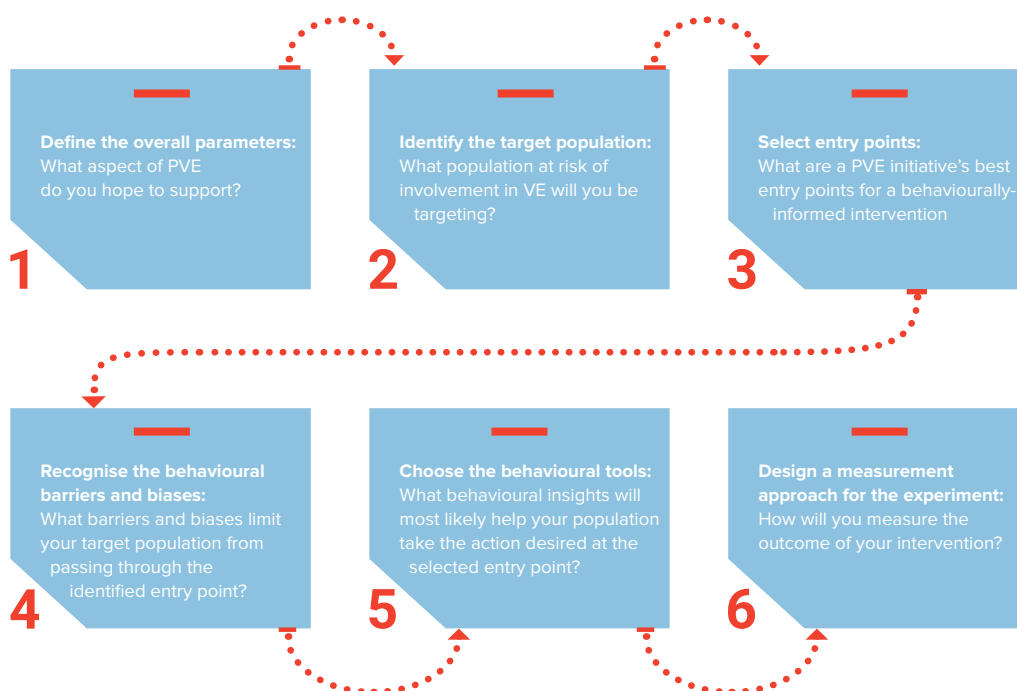 Define the overall parameters:
What aspect of PVE
do you hope to support?
1
Identify the target population:
What population at risk of
involvement in VE will you be
targeting?
2
Select entry points:
What are a PVE initiative's best
entry points for a behaviourally-
informed intervention
3
Recognise the behavioural
barriers and biases:
What barriers and biases limit
your target population from
passing through the
identified entry point?
4
Choose the behavioural tools:
What behavioural insights will
most likely help your population
take the action desired at the
selected entry point?
5
Design a measurement
approach for the experiment:
How will you measure the
outcome of your intervention?
6